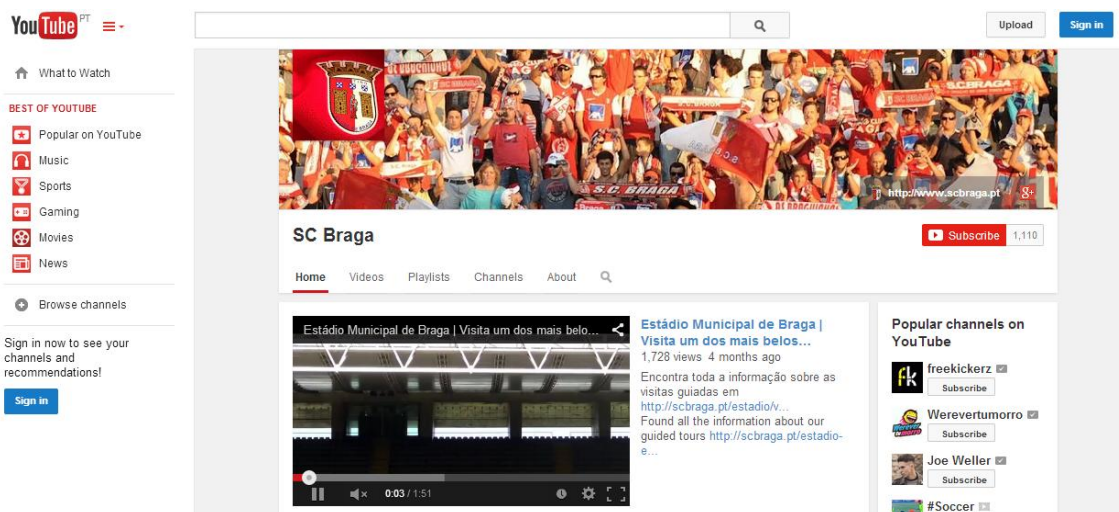 YouTube PT
Upload
Sign in
What to Watch
BEST OF YOUTUBE
Popular on YouTube
Music
Sports
Gaming
Movies
News
Browse channels
Sign in now to see your
channels and
recommendations!
Sign in
SC BRAGA
S.C.BRAGA
S.C. BRAGA
Braga
http://www.scbraga.pt
SC Braga
Subscribe 1,110
Home Videos Playlists Channels About
Estádio Municipal de Braga | Visita um dos mais belo...
0:03 / 1:51
Estádio Municipal de Braga |
Visita um dos mais belos...
1,728 views 4 months ago
Encontra toda a informação sobre as
visitas guiadas em
http://scbraga.pt/estadio/v...
Found all the information about our
guided tours http://scbraga.pt/estadio-
e...
Popular channels on
YouTube
freekickerz
Subscribe
Werevertumorro
Subscribe
Joe Weller
Subscribe
#Soccer